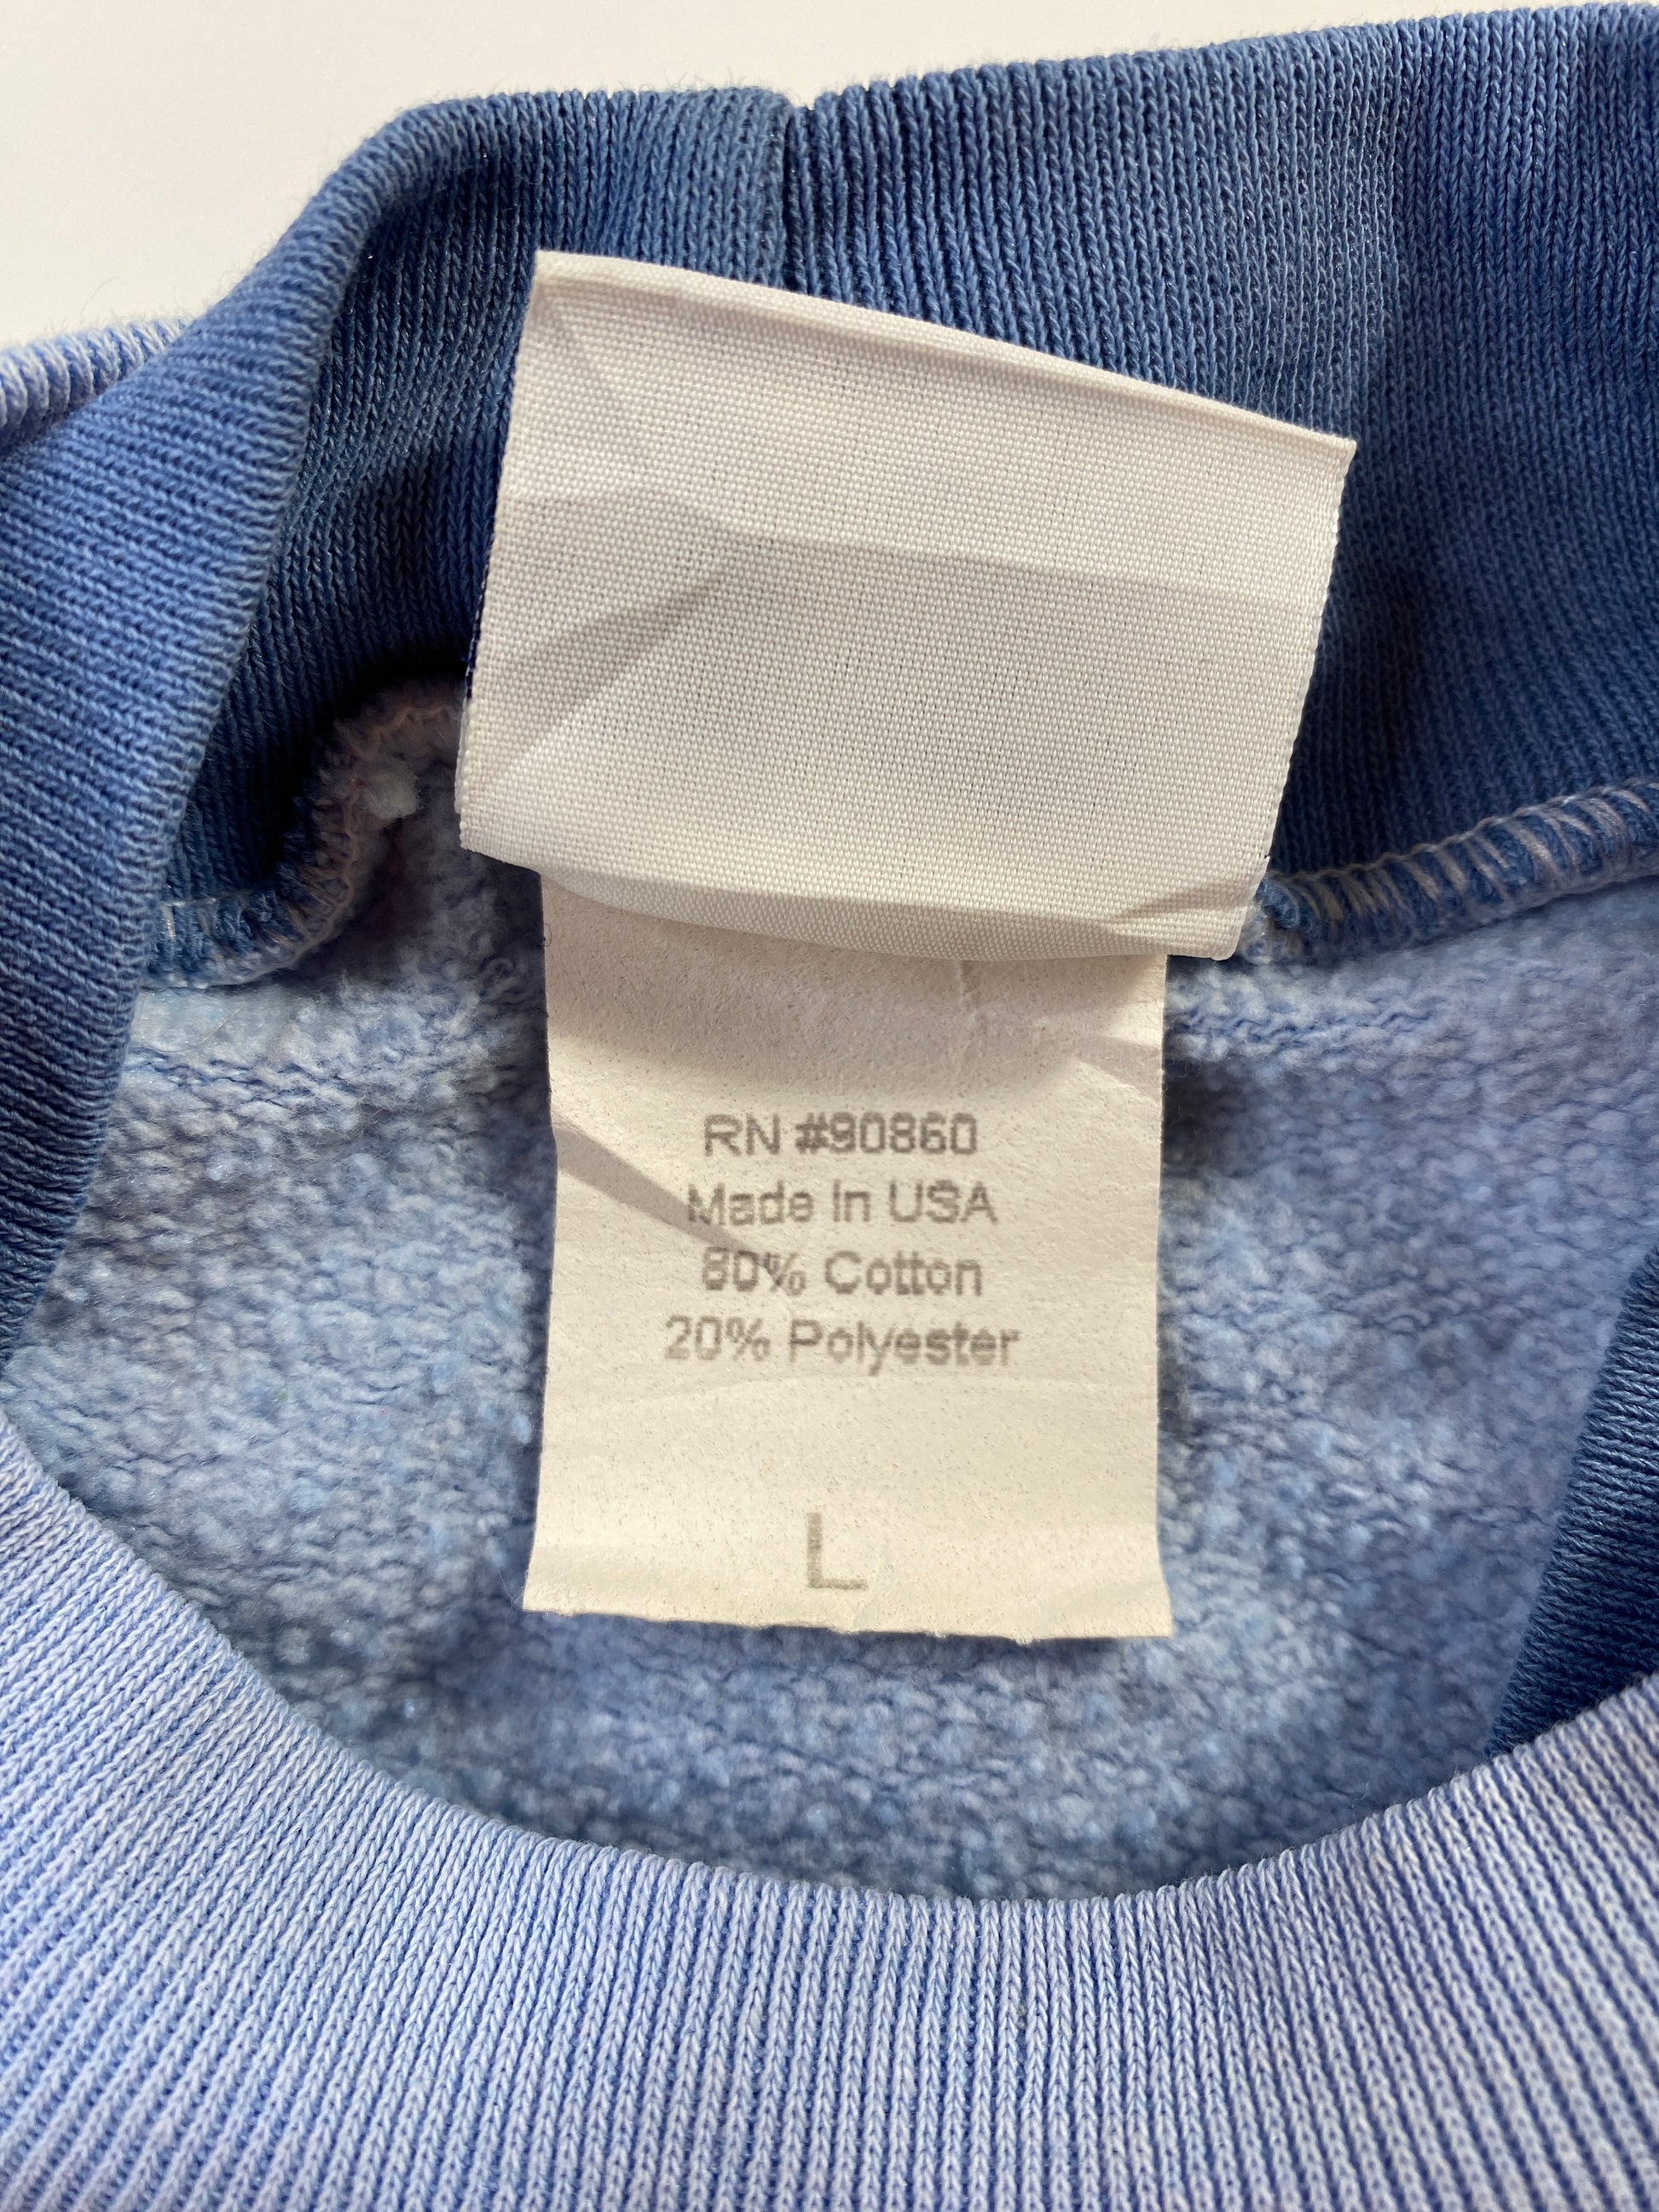 RN #90860
Made In USA
80% Cotton
20% Polyester
L